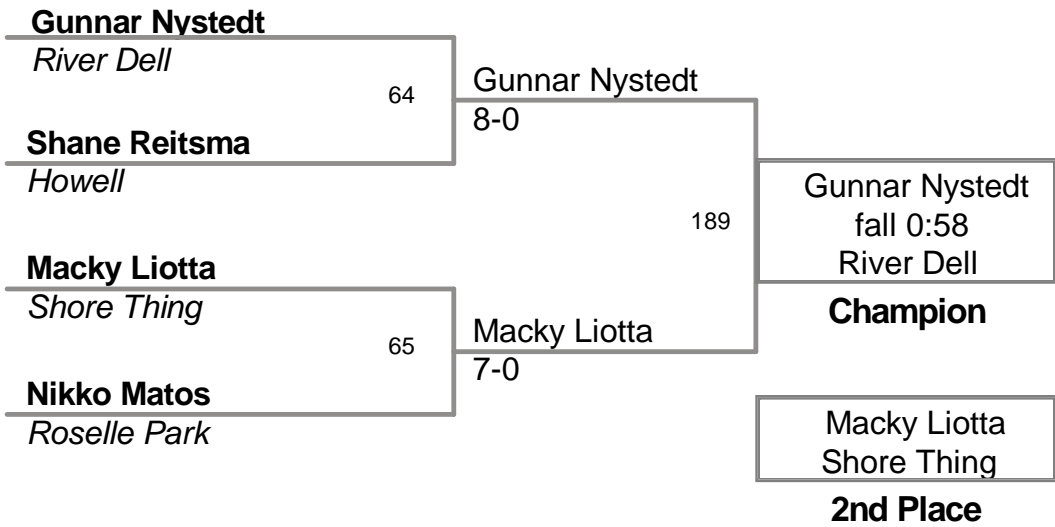 Gunnar Nystedt
River Dell
64
Gunnar Nystedt
8-0
Shane Reitsma
Howell
189
Gunnar Nystedt
fall 0:58
River Dell
Champion
Macky Liotta
Shore Thing
65
Macky Liotta
7-0
Nikko Matos
Roselle Park
Macky Liotta
Shore Thing
2nd Place